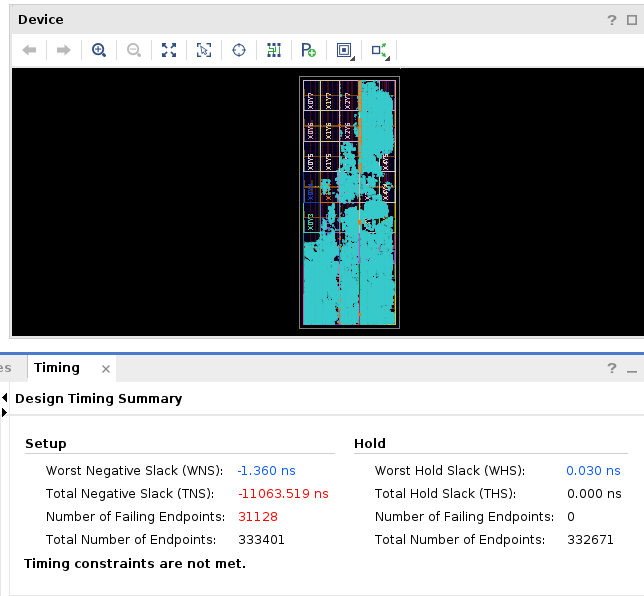 Device
?
P
X0Y7 X1Y7 X2Y7
X0Y6 X1Y6 X2Y6
X0Y5 X1Y5 X4Y5
X0Y3
es Timing × ?
Design Timing Summary
Setup
Worst Negative Slack (WNS): -1.360 ns
Total Negative Slack (TNS): -11063.519 ns
Number of Failing Endpoints: 31128
Total Number of Endpoints: 333401
Hold
Worst Hold Slack (WHS): 0.030 ns
Total Hold Slack (THS): 0.000 ns
Number of Failing Endpoints: 0
Total Number of Endpoints: 332671
Timing constraints are not met.